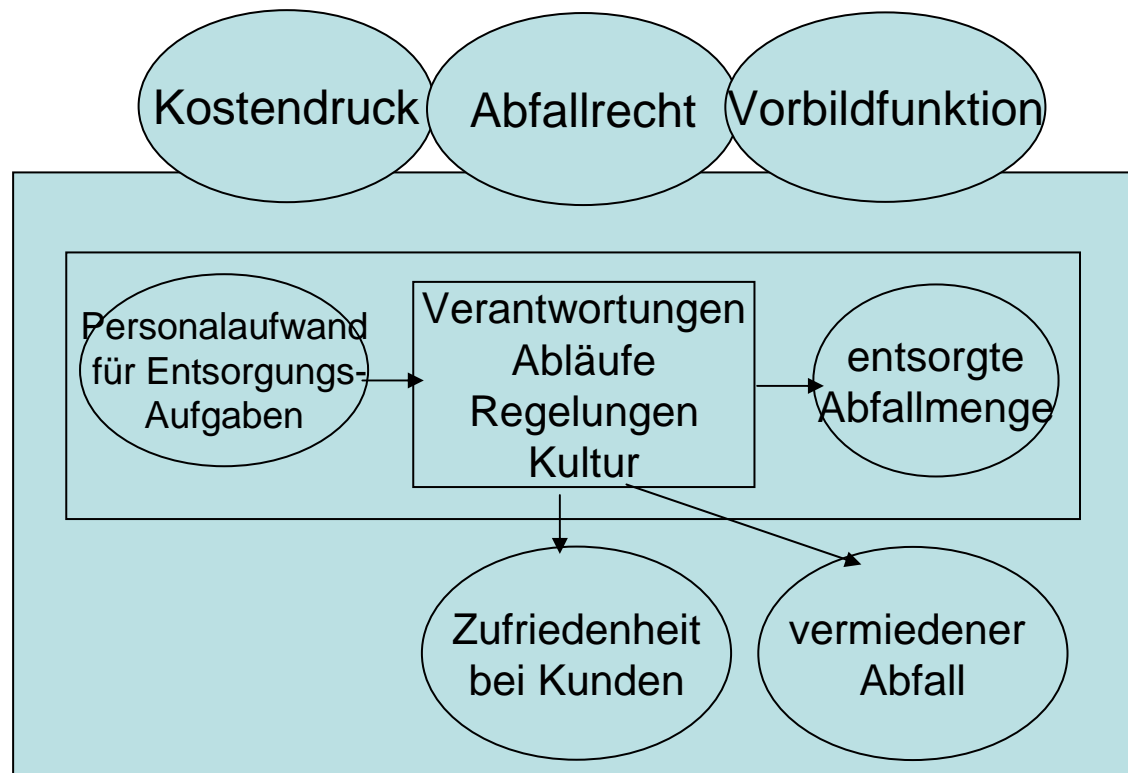 Kostendruck
Abfallrecht
Vorbildfunktion
Personalaufwand
für Entsorgungs-
Aufgaben
Verantwortungen
Abläufe
Regelungen
Kultur
entsorgte
Abfallmenge
Zufriedenheit
bei Kunden
vermiedener
Abfall